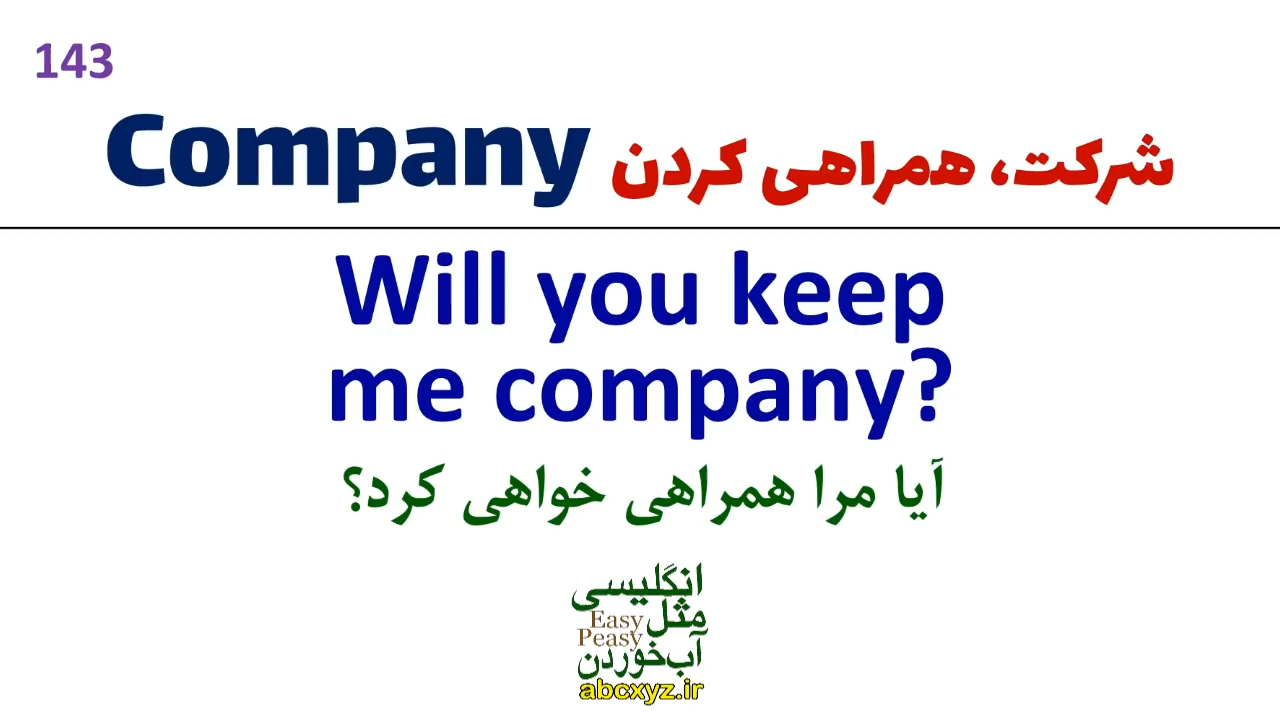 143
Company شرکت، همراهی کردن
Will you keep
me company?
آیا مرا همراهی خواهی کرد؟
انگلیسی
مثل Easy
Peasy
آب‌خوردن
abcxyz.ir